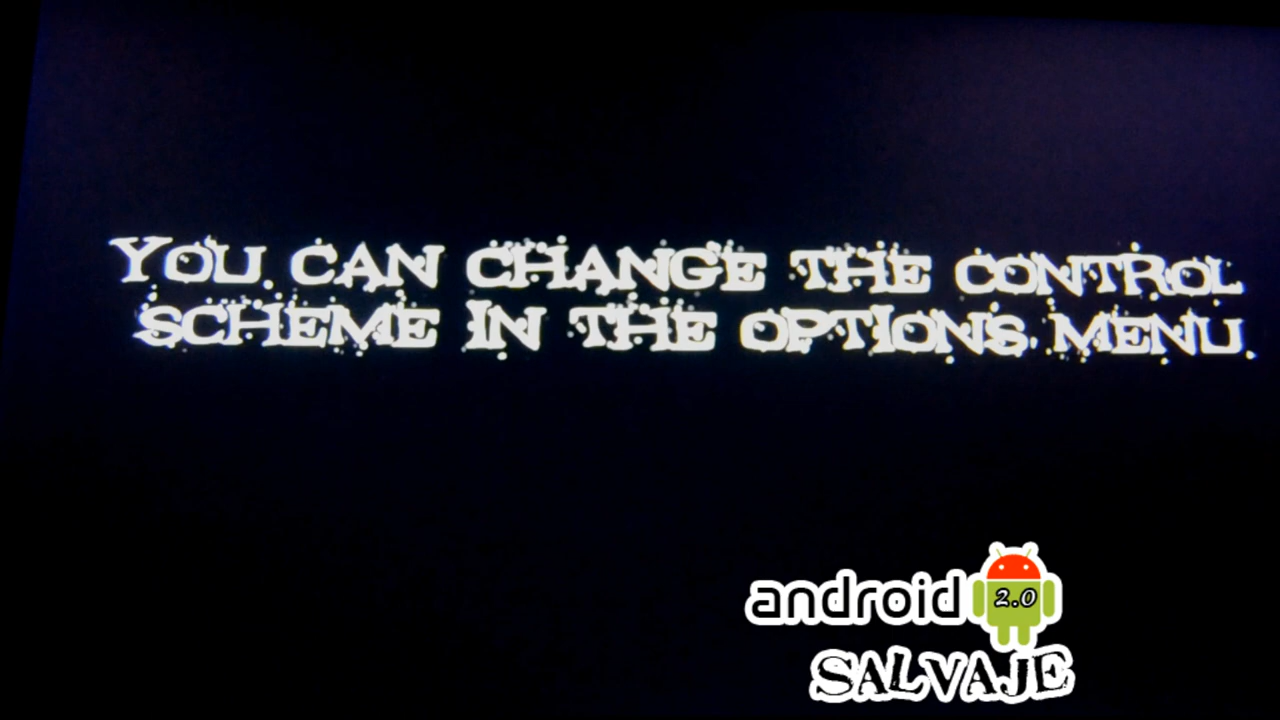 YOU CAN CHANGE THE CONTROL
SCHEME IN THE OPTIONS MENU.
android 2.0
SALVAJE